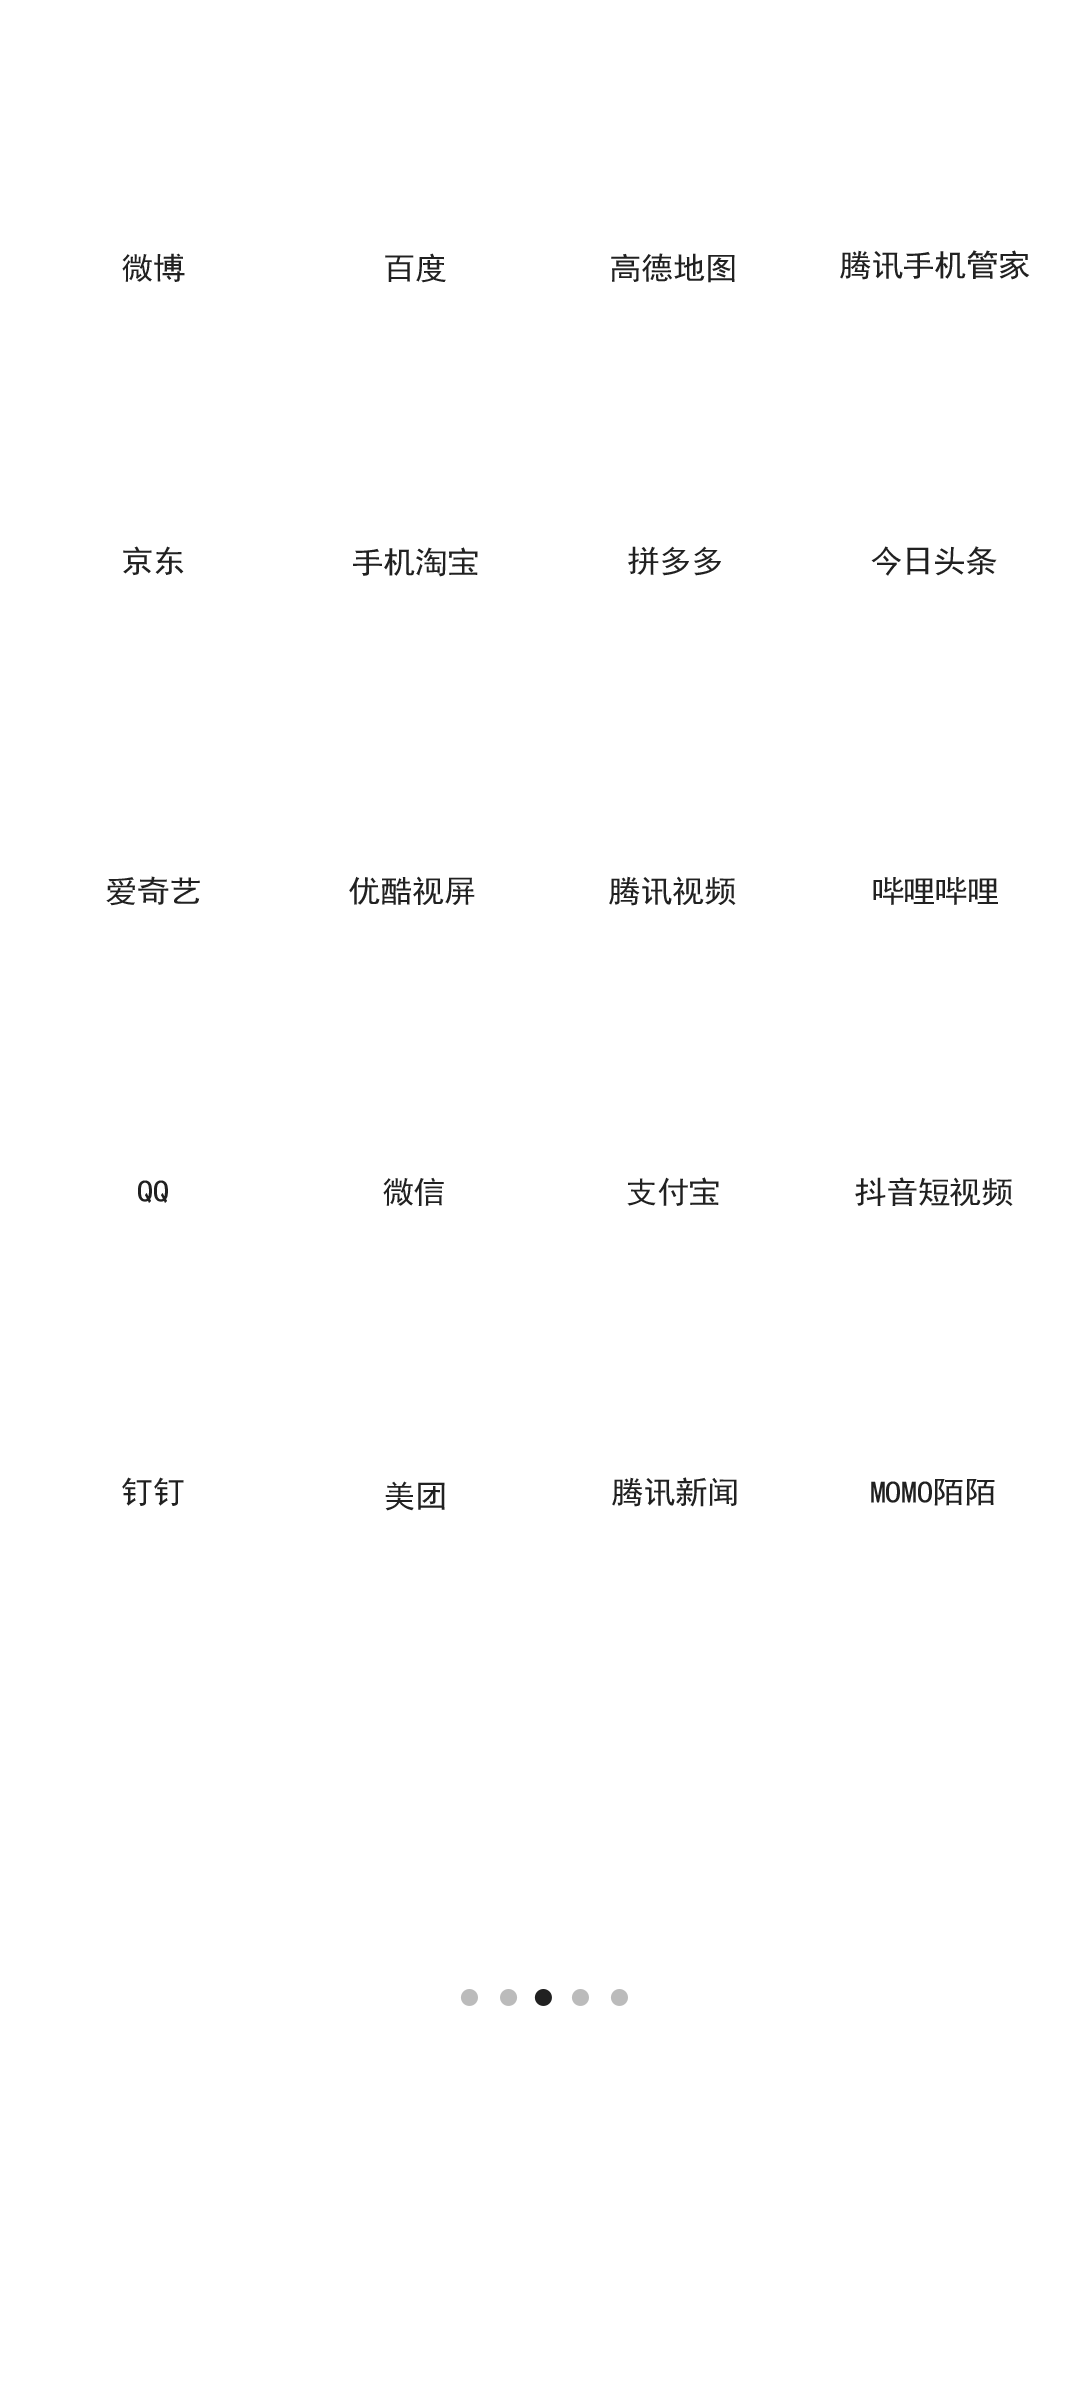 微博 百度 高德地图 腾讯手机管家
京东 手机淘宝 拼多多 今日头条
爱奇艺 优酷视屏 腾讯视频 哔哩哔哩
QQ 微信 支付宝 抖音短视频
钉钉 美团 腾讯新闻 MOMO陌陌